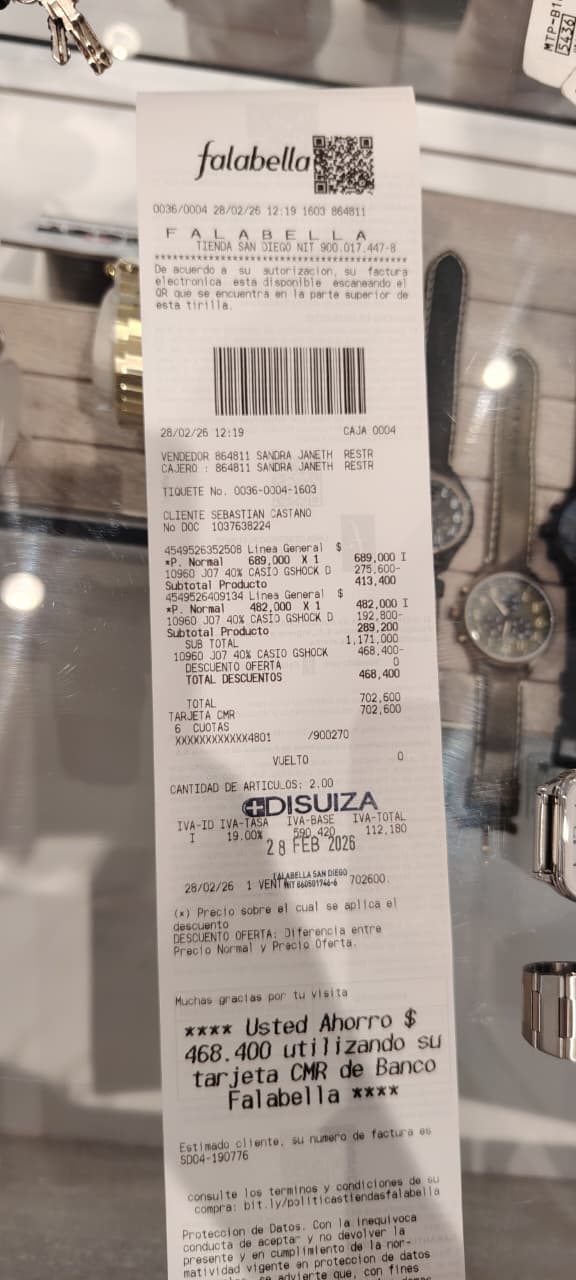 MTP-B1
5436
falabella
0036/0004 28/02/26 12:19 1603 864811
F A L A B E L L A
TIENDA SAN DIEGO NIT 900.017.447-8
****************************************
De acuerdo a su autorizacion, su factura
electronica esta disponible escaneando el
QR que se encuentra en la parte superior de
esta tirilla.
28/02/26 12:19 CAJA 0004
VENDEDOR 864811 SANDRA JANETH RESTR
CAJERO : 864811 SANDRA JANETH RESTR
TIQUETE No. 0036-0004-1603
CLIENTE SEBASTIAN CASTANO
No DOC 1037638224
4549526352508 Linea General $
*P. Normal 689,000 X 1 689,000 I
10960 J07 40% CASIO GSHOCK D 275,600-
Subtotal Producto 413,400
4549526409134 Linea General $
*P. Normal 482,000 X 1 482,000 I
10960 J07 40% CASIO GSHOCK D 192,800-
Subtotal Producto 289,200
SUB TOTAL 1,171,000
10960 J07 40% CASIO GSHOCK 468,400-
DESCUENTO OFERTA 0
TOTAL DESCUENTOS 468,400
TOTAL 702,600
TARJETA CMR 702,600
6 CUOTAS
XXXXXXXXXXXX4801 /900270
VUELTO 0
CANTIDAD DE ARTICULOS: 2.00
DISUIZA
IVA-ID IVA-TASA IVA-BASE IVA-TOTAL
I 19.00% 590,420 112,180
28 FEB 2026
FALABELLA SAN DIEGO
28/02/26 1 VENTA NIT 860501746-6 702600.
(*) Precio sobre el cual se aplica el
descuento
DESCUENTO OFERTA: Diferencia entre
Precio Normal y Precio Oferta.
Muchas gracias por tu visita
**** Usted Ahorro $
468.400 utilizando su
tarjeta CMR de Banco
Falabella ****
Estimado cliente, su numero de factura es
SD04-190776
consulte los terminos y condiciones de su
compra: bit.ly/politicastiendasfalabella
Proteccion de Datos. Con la inequivoca
conducta de aceptar y no devolver la
presente y en cumplimiento de la nor-
matividad vigente en proteccion de datos
se advierte que, con fines